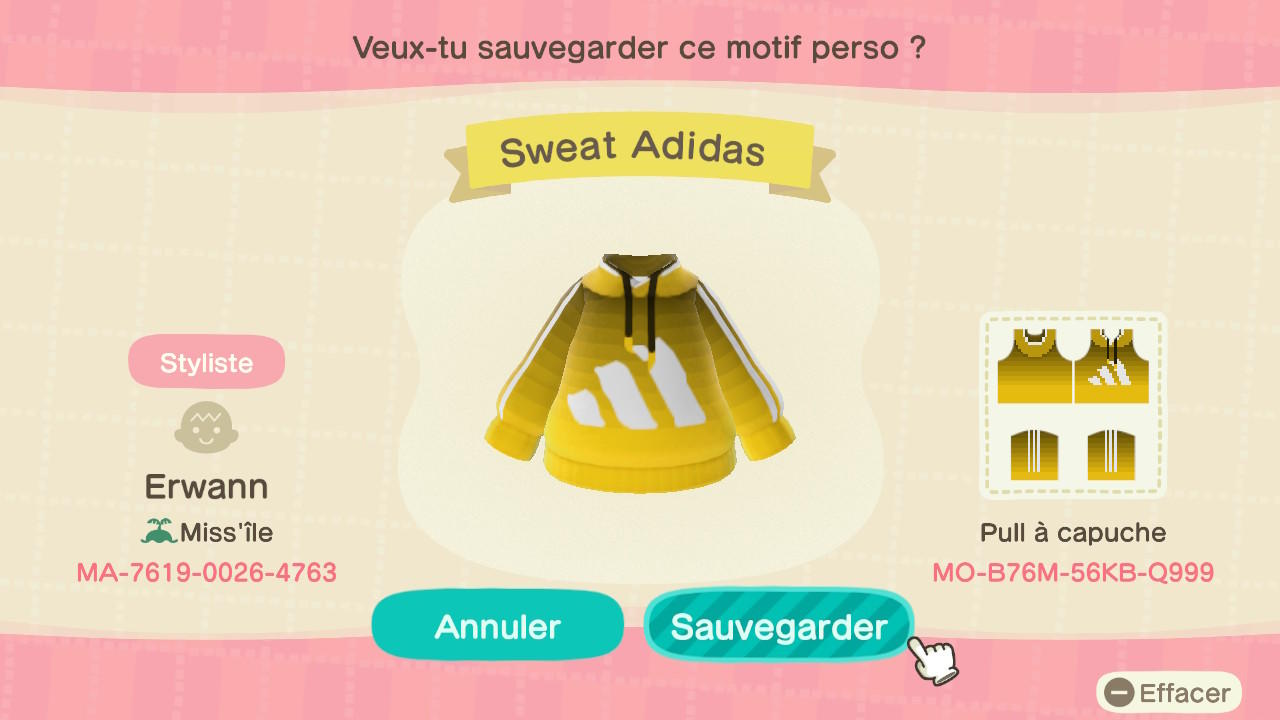 Veux-tu sauvegarder ce motif perso ?
Sweat Adidas
Styliste
Erwann
Miss'île
MA-7619-0026-4763
Pull à capuche
MO-B76M-56KB-Q999
Annuler
Sauvegarder
Effacer